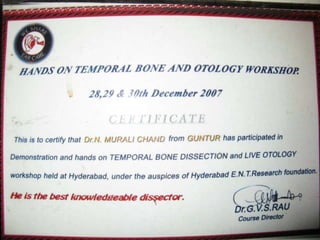 HANDS ON TEMPORAL BONE AND OTOLOGY WORKSHOP.
28,29 & 30th December 2007
CERTIFICATE
This is to certify that Dr.N. MURALI CHAND from GUNTUR has participated in
Demonstration and hands on TEMPORAL BONE DISSECTION and LIVE OTOLOGY
workshop held at Hyderabad, under the auspices of Hyderabad E.N.T.Research foundation.
He is the best knowledgeable dissector.
Dr.G.V.S.RAU
Course Director